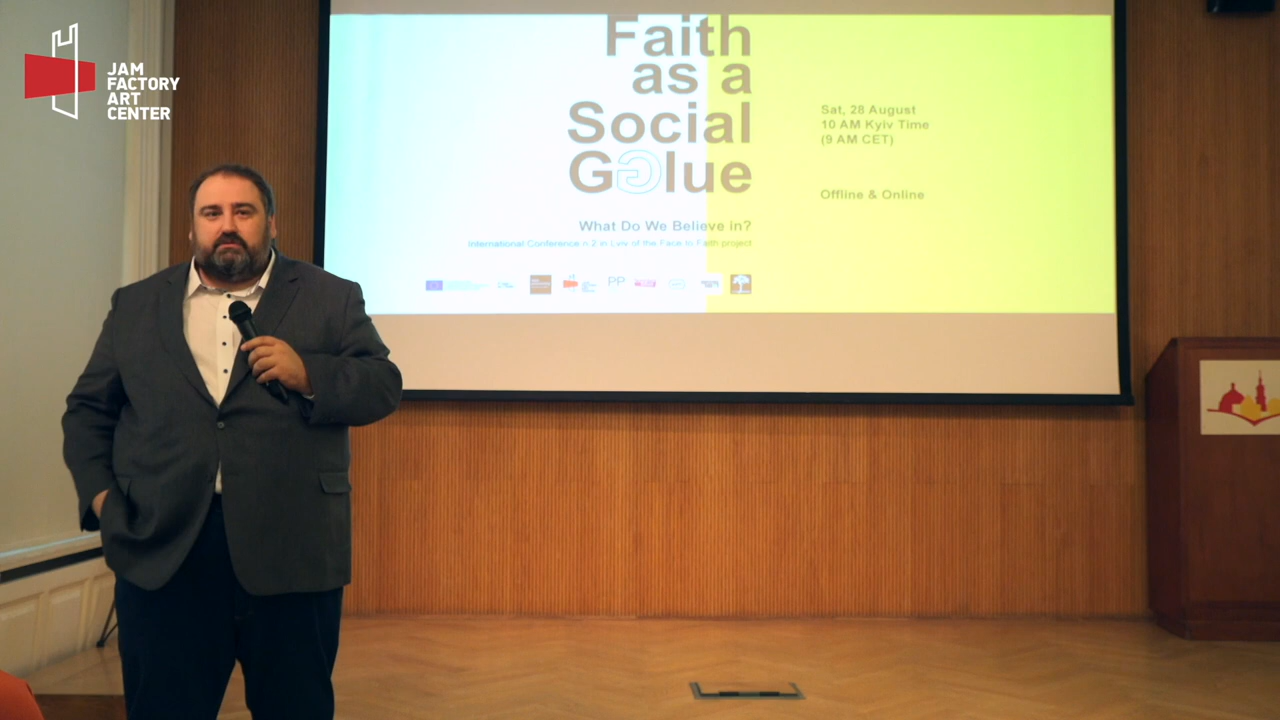 JAM
FACTORY
ART
CENTER
Faith
as a
Social
GGlue
Sat, 28 August
10 AM Kyiv Time
(9 AM CET)
Offline & Online
What Do We Believe in?
International Conference n.2 in Lviv of the Face to Faith project
PP